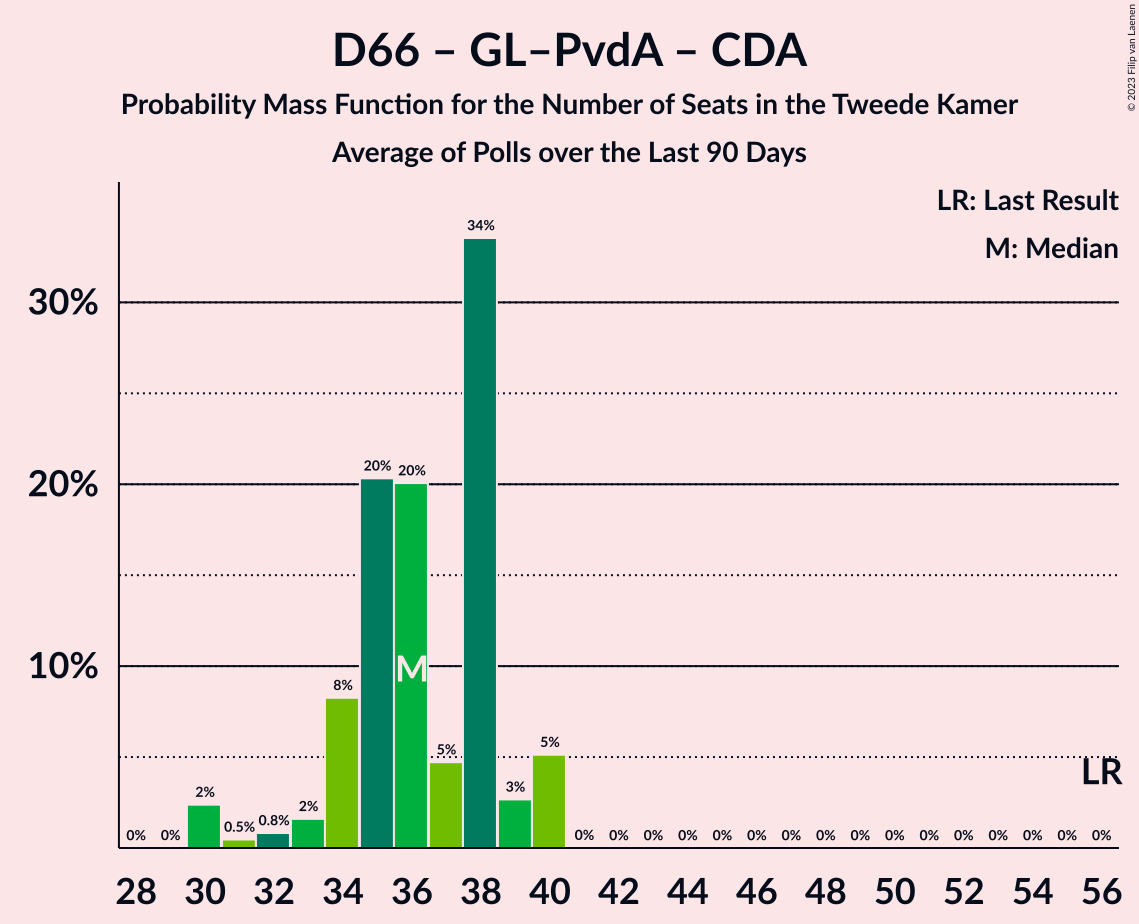 D66 – GL–PvdA – CDA
Probability Mass Function for the Number of Seats in the Tweede Kamer
Average of Polls over the Last 90 Days
© 2023 Filip van Laenen
LR: Last Result
M: Median
34%
30%
20% 20%
20%
M
10%
8%
5% 5%
LR
3%
2% 0.5% 0.8% 2%
0% 0% 0% 0% 0% 0% 0% 0% 0% 0% 0% 0% 0% 0% 0% 0% 0% 0%
28 30 32 34 36 38 40 42 44 46 48 50 52 54 56